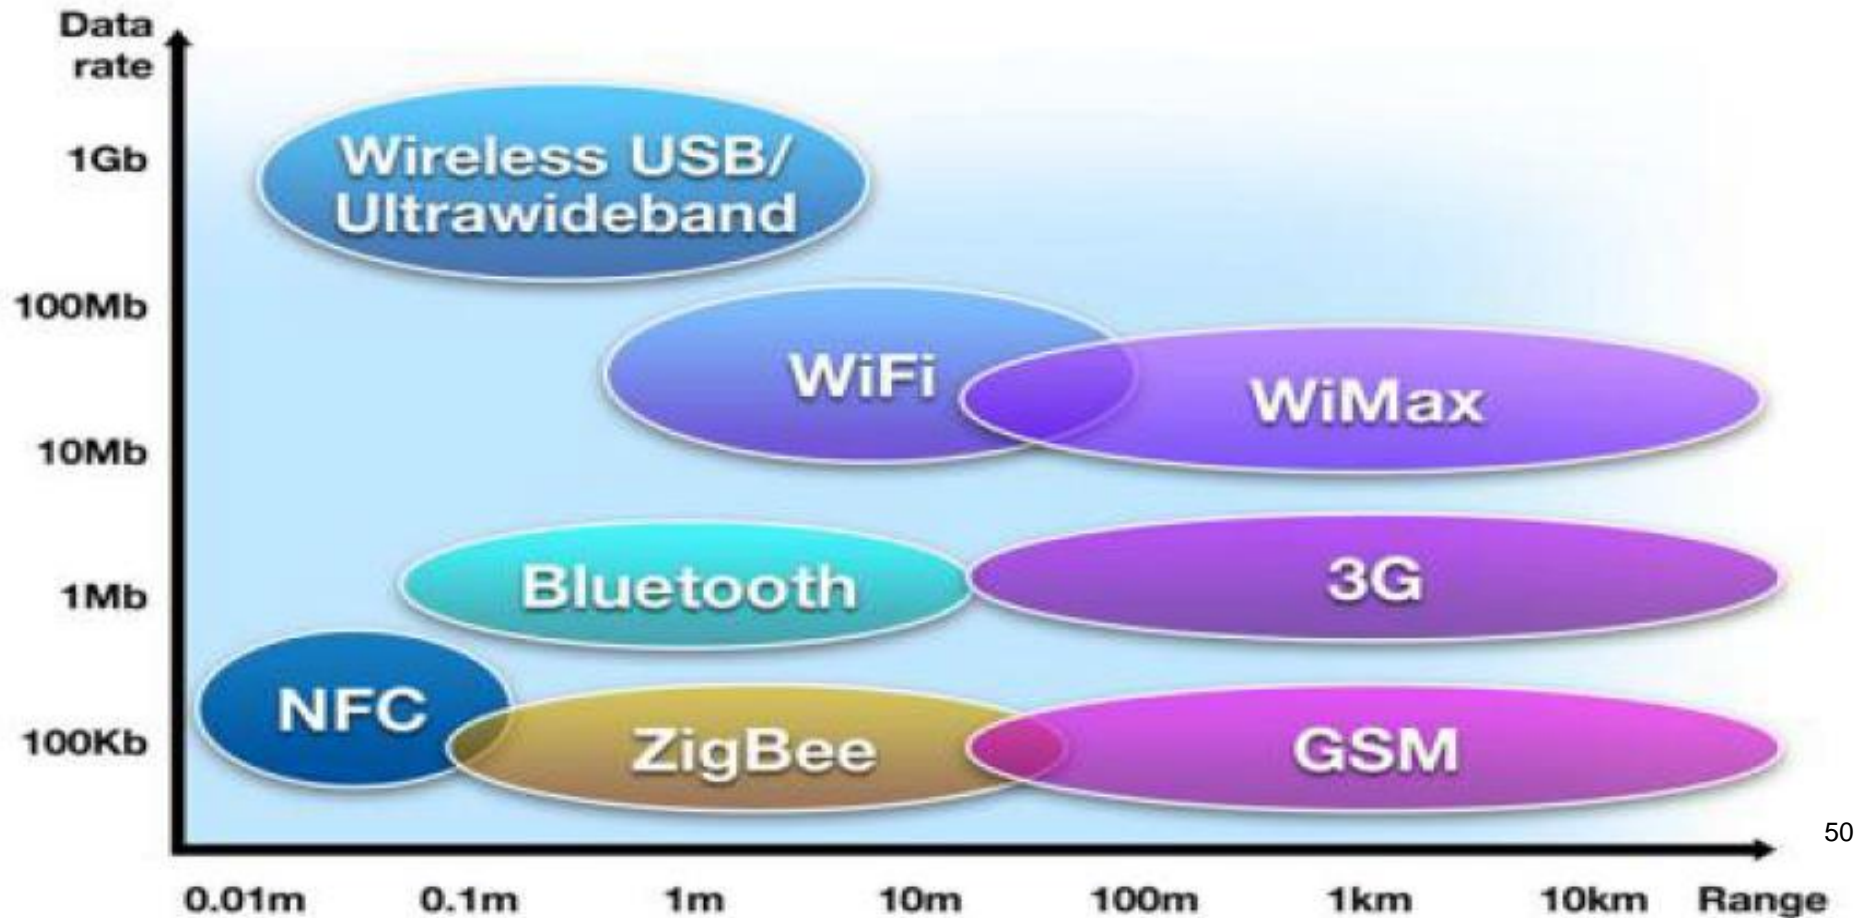 Data
rate
1Gb
Wireless USB/
Ultrawideband
100Mb
WiFi
WiMax
10Mb
Bluetooth
3G
1Mb
NFC
ZigBee
GSM
100Kb
50
0.01m 0.1m 1m 10m 100m 1km 10km Range